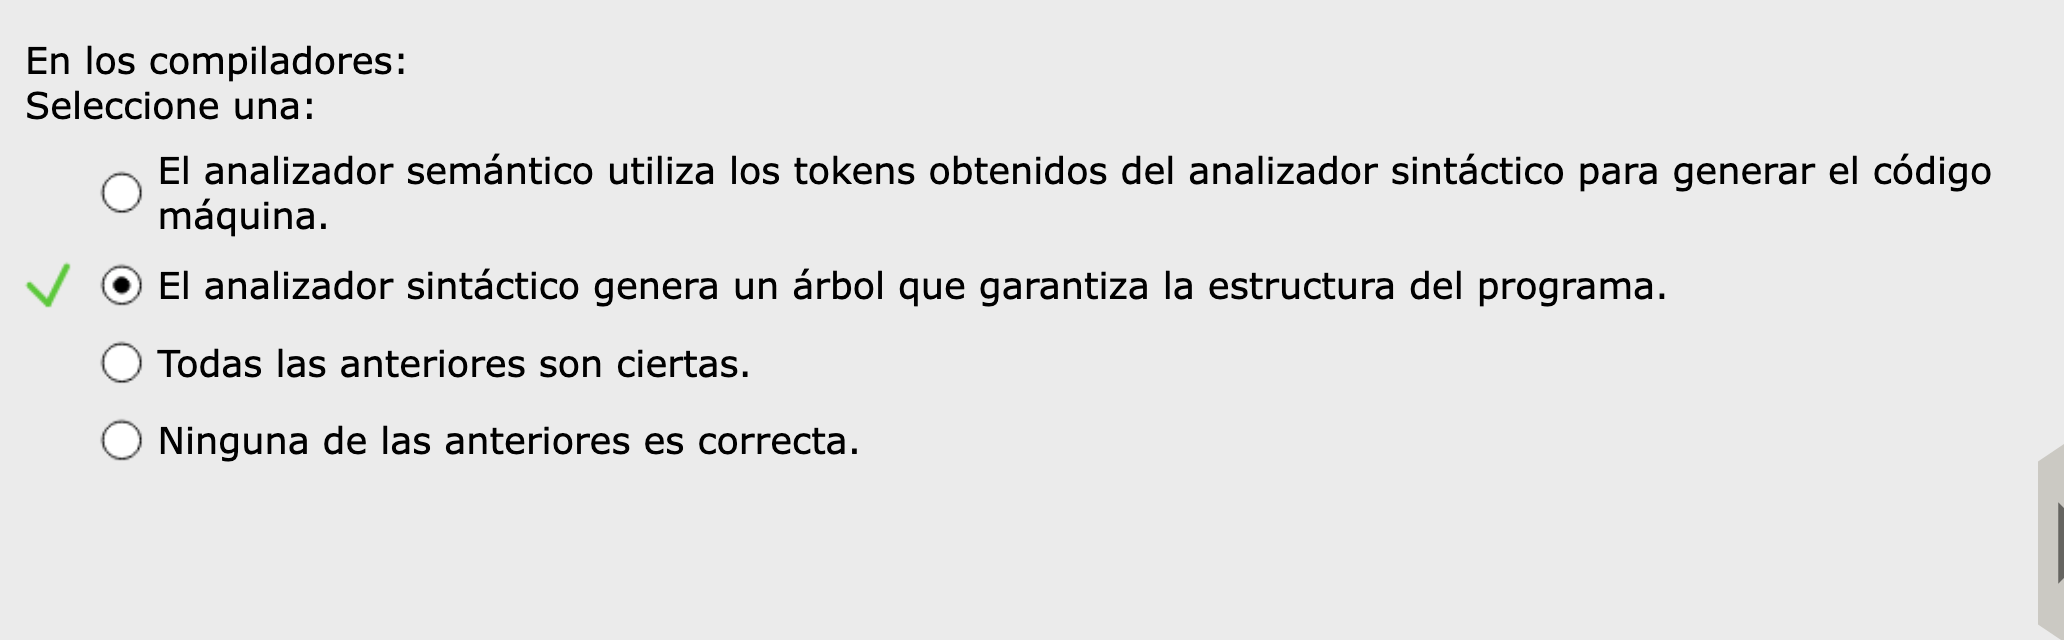 En los compiladores:
Seleccione una:
El analizador semántico utiliza los tokens obtenidos del analizador sintáctico para generar el código
máquina.
El analizador sintáctico genera un árbol que garantiza la estructura del programa.
Todas las anteriores son ciertas.
Ninguna de las anteriores es correcta.